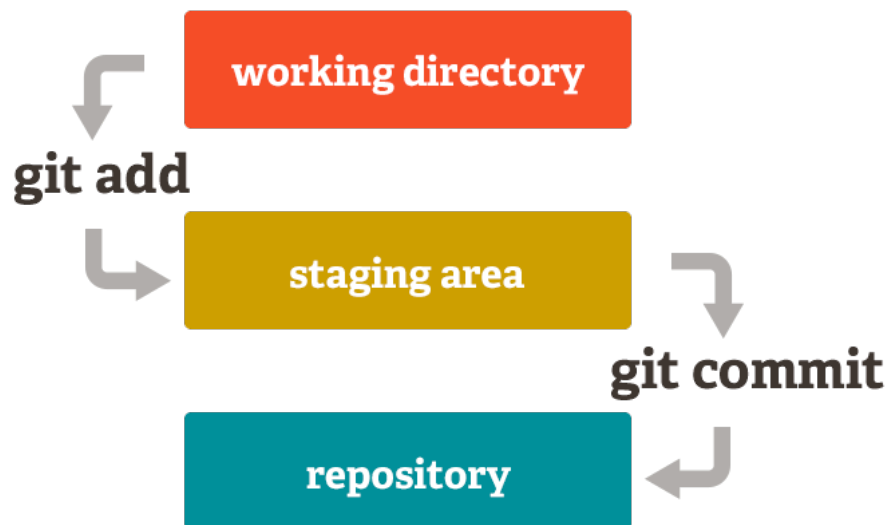 working directory
git add
staging area
git commit
repository